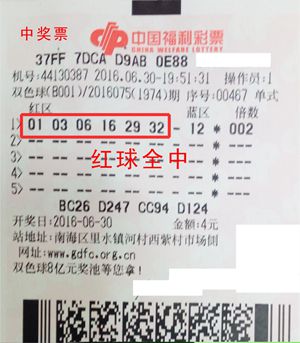 中奖票
中国福利彩票
CHINA WELFARE LOTTERY
37FF 7DCA D9AB 0E88
机号:44130387 2016.06.30-19:51:31 操作员:1
双色球(B001)/2016075(1974)期 序号:00467 单式
红区 蓝区 倍数
1> 01 03 06 16 29 32 - 12 * 002
2>
红球全中
3>
4>
5>
BC26 D247 CC94 D124
开奖日:2016-06-30 金额:4元
站地址:南海区里水镇河村西紫村市场侧
网址:www.gdfc.org.cn
双色球8亿元奖池等您拿!